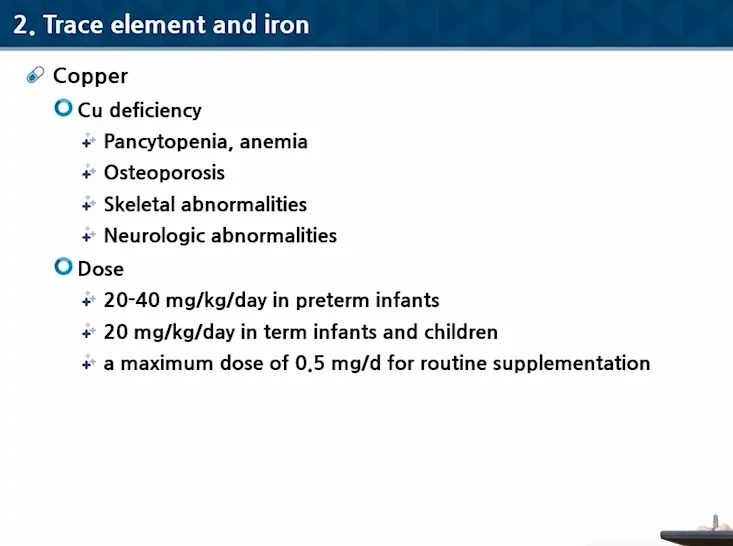 2. Trace element and iron
Copper
Cu deficiency
Pancytopenia, anemia
Osteoporosis
Skeletal abnormalities
Neurologic abnormalities
Dose
20-40 mg/kg/day in preterm infants
20 mg/kg/day in term infants and children
a maximum dose of 0.5 mg/d for routine supplementation